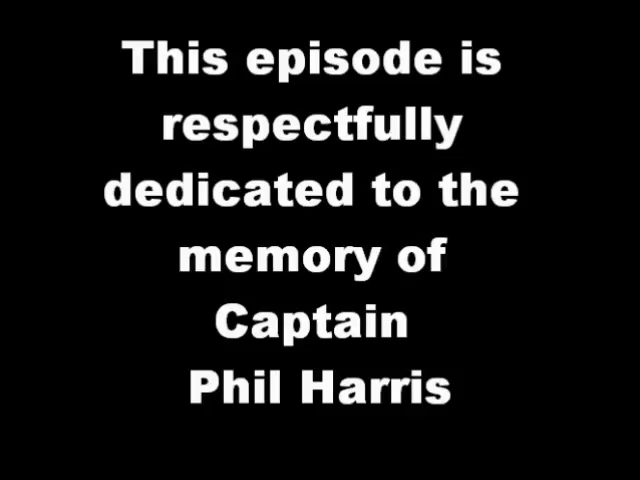 This episode is
respectfully
dedicated to the
memory of
Captain
Phil Harris